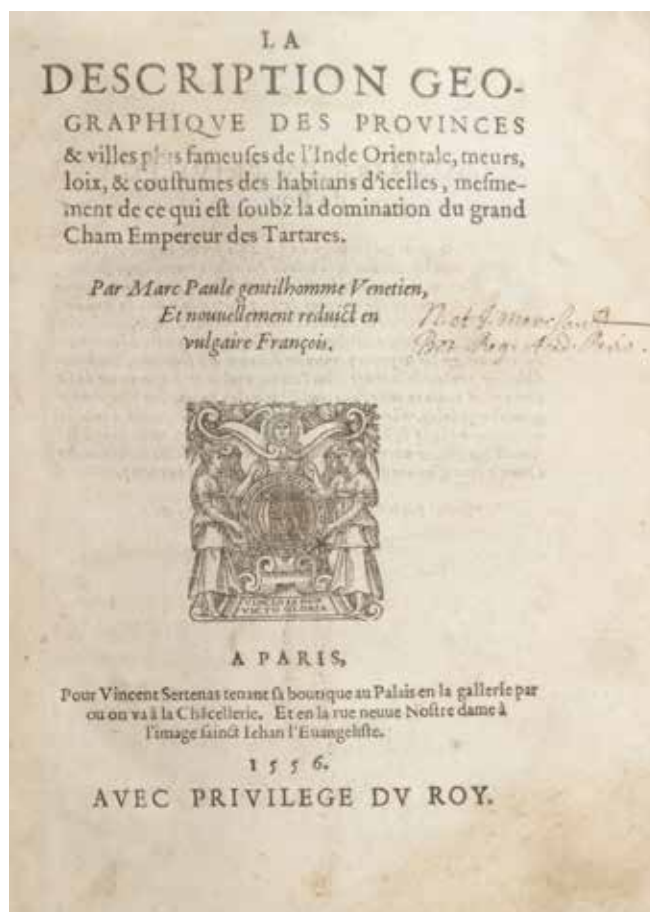 LA
DESCRIPTION GEO-
GRAPHIQVE DES PROVINCES
& villes plus fameuſes de l'Inde Orientale, meurs,
loix, & couſtumes des habitans d'icelles, meſme-
ment de ce qui eſt ſoubz la domination du grand
Cham Empereur des Tartares.
Par Marc Paule gentilhomme Venetien,
Et nouuellement reduict en
vulgaire François.
A PARIS,
Pour Vincent Sertenas tenant ſa boutique au Palais en la gallerie par
ou on va à la Chãcellerie. Et en la rue neuue Noſtre dame à
l'image ſainct Iehan l'Euangeliſte.
1556.
AVEC PRIVILEGE DV ROY.